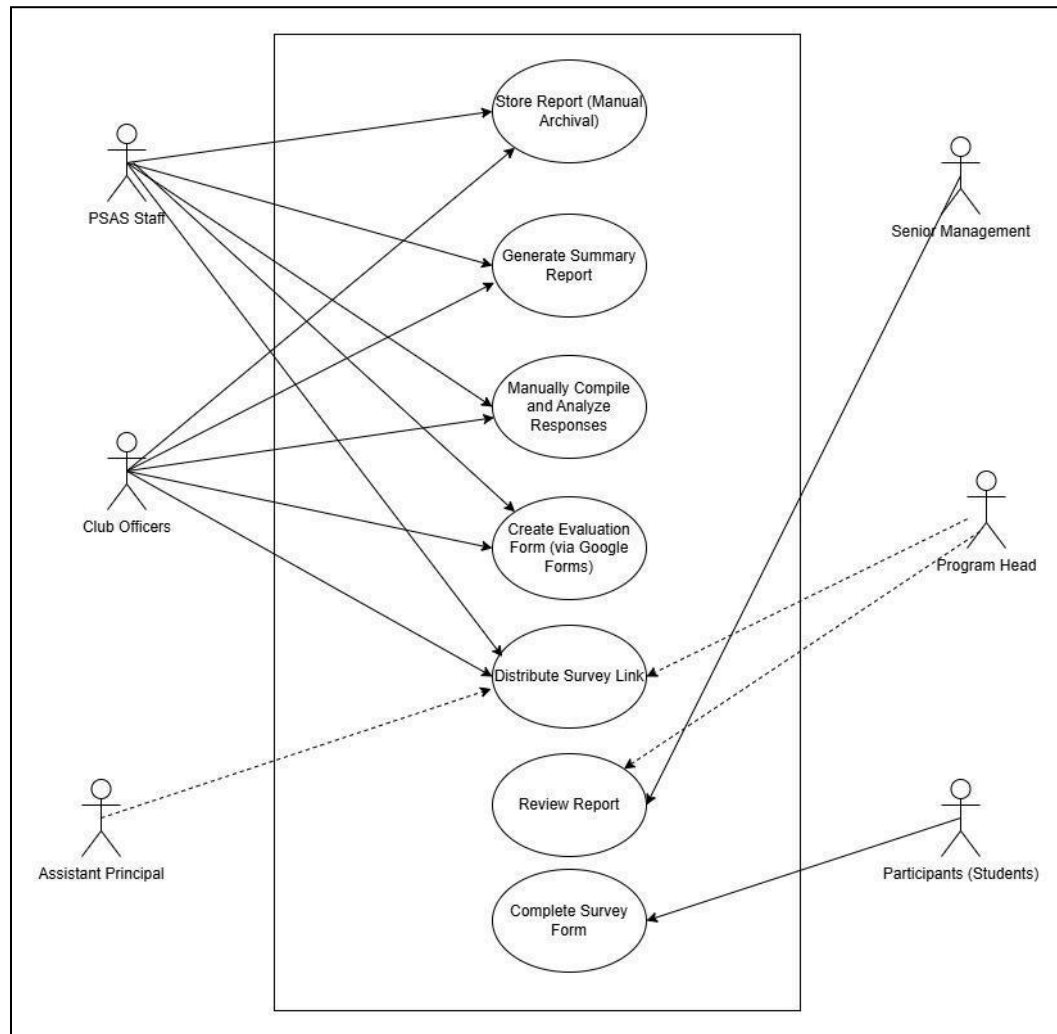 Store Report (Manual
Archival)
PSAS Staff
Senior Management
Generate Summary
Report
Manually Compile
and Analyze
Responses
Club Officers
Create Evaluation
Form (via Google
Forms)
Program Head
Distribute Survey Link
Review Report
Assistant Principal
Participants (Students)
Complete Survey
Form